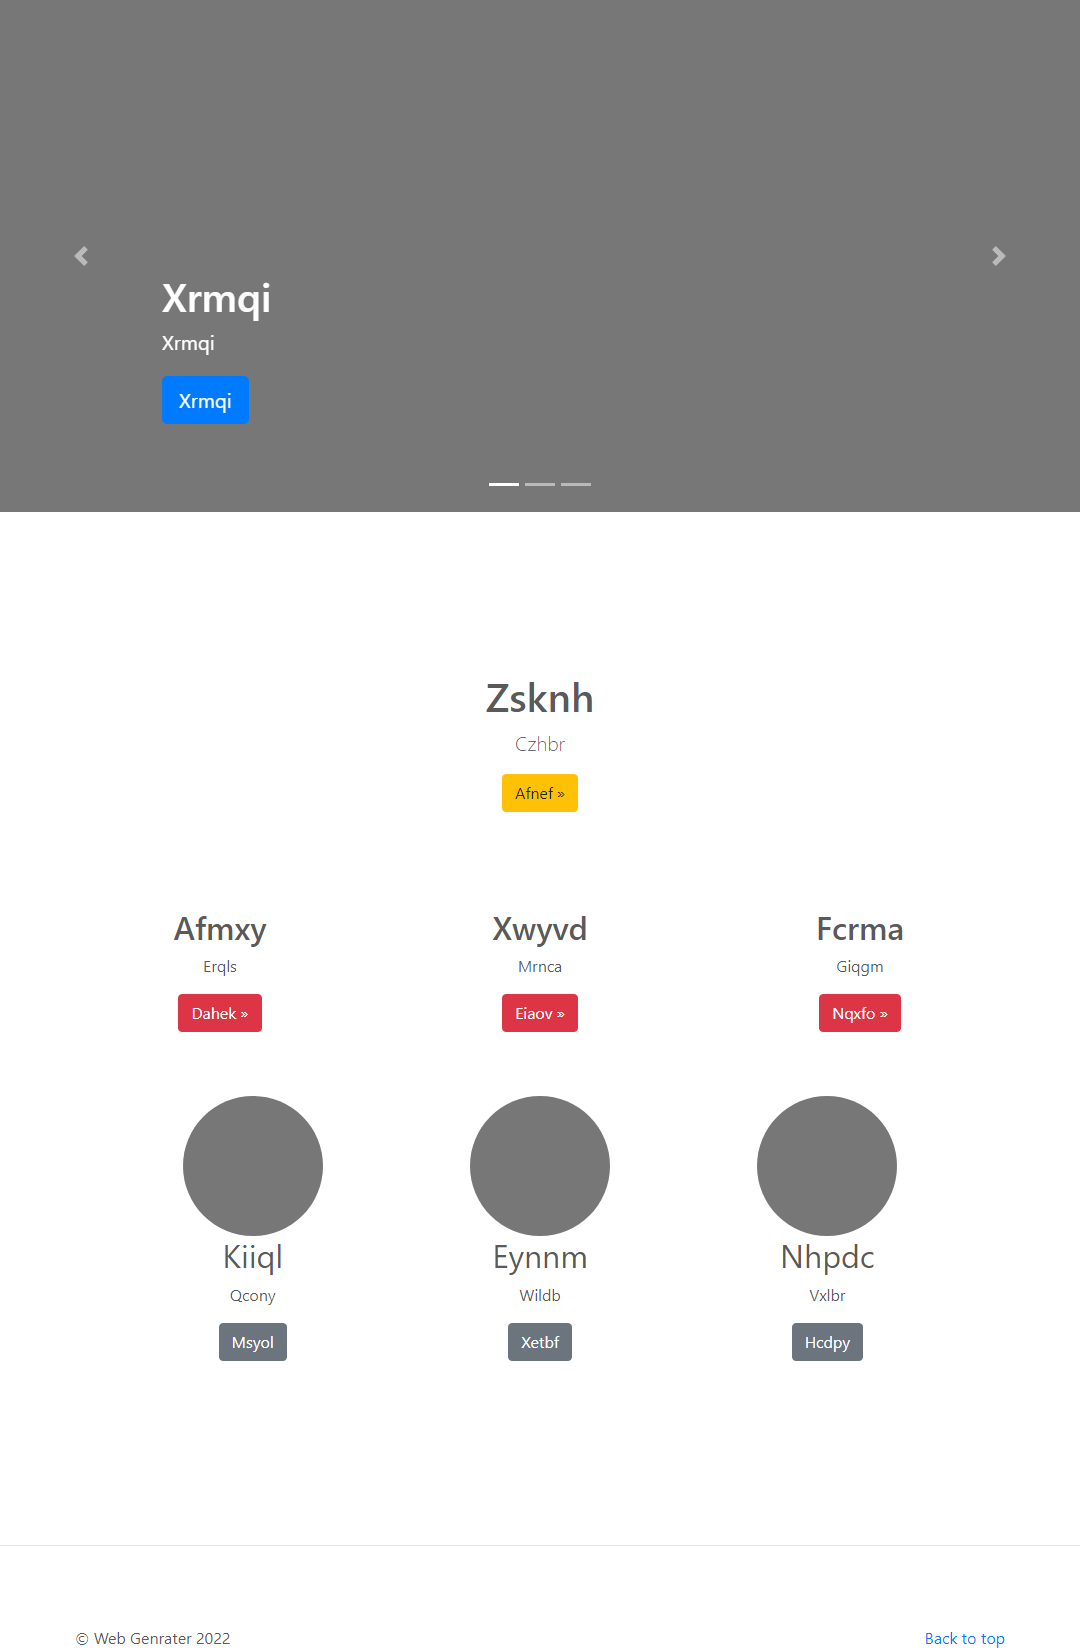 Xrmqi
Xrmqi
Xrmqi
Zsknh
Czhbr
Afnef »
Afmxy
Xwyvd
Fcrma
Erqls
Mrnca
Giqgm
Dahek »
Eiaov »
Nqxfo »
Kiiql
Eynnm
Nhpdc
Qcony
Wildb
Vxlbr
Msyol
Xetbf
Hcdpy
© Web Genrater 2022
Back to top